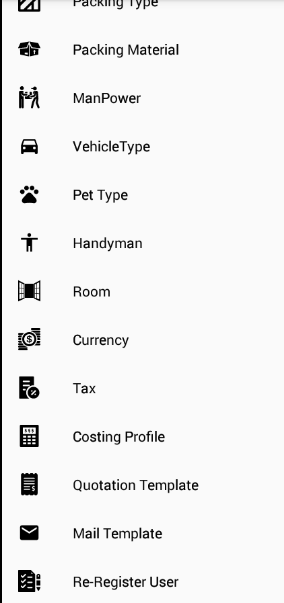 Packing Type
Packing Material
ManPower
VehicleType
Pet Type
Handyman
Room
Currency
Tax
Costing Profile
Quotation Template
Mail Template
Re-Register User